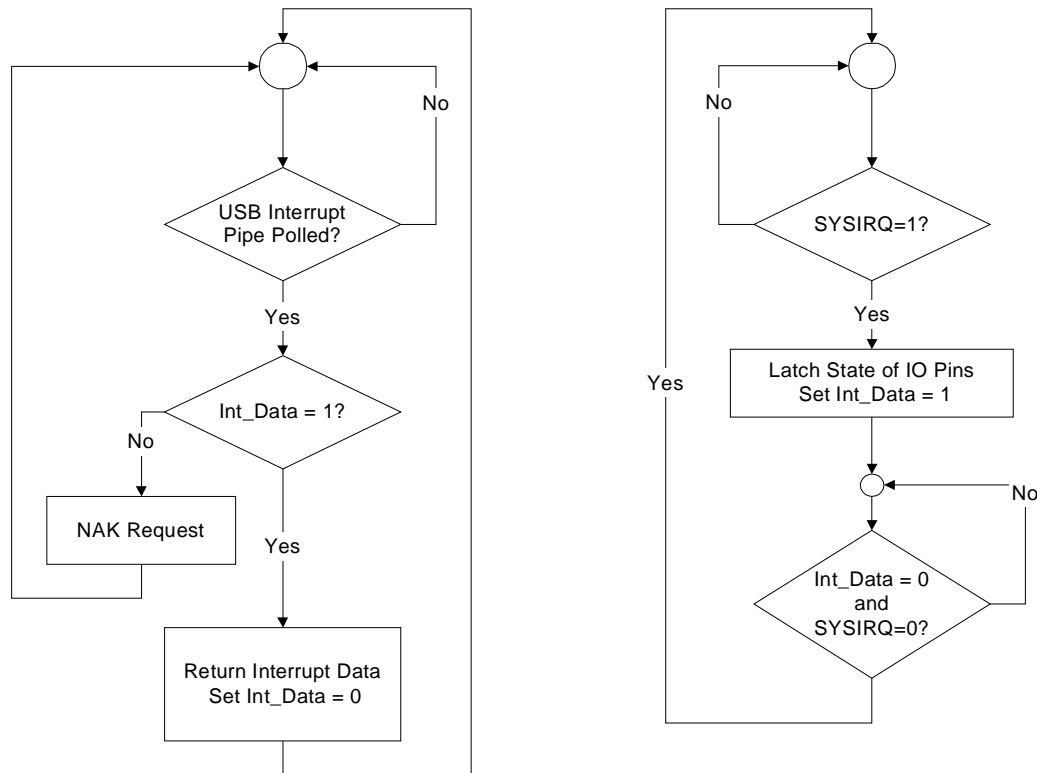 No
USB Interrupt
Pipe Polled?
Yes
Int_Data = 1?
No
NAK Request
Yes
Return Interrupt Data
Set Int_Data = 0
No
SYSIRQ=1?
Yes
Latch State of IO Pins
Set Int_Data = 1
Yes
No
Int_Data = 0
and
SYSIRQ=0?